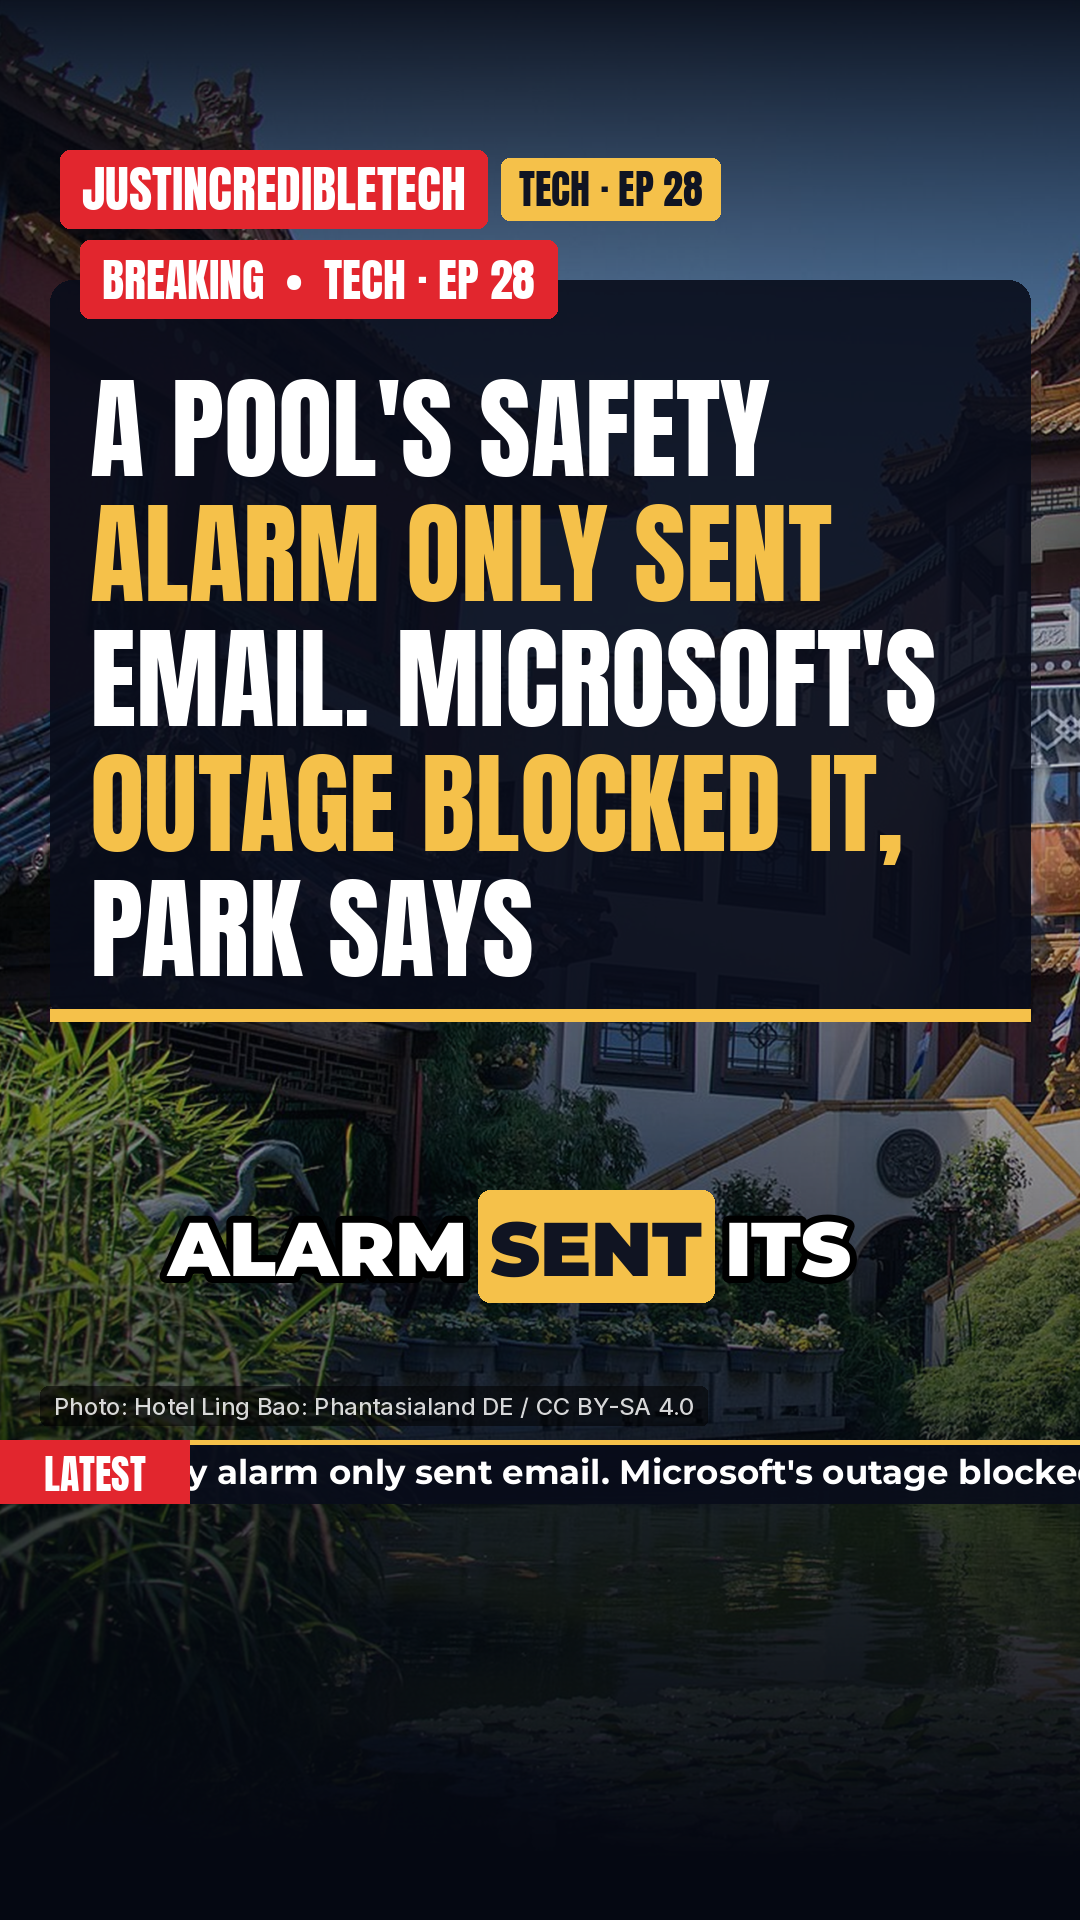 JUSTINCREDIBLETECH
TECH · EP 28
BREAKING • TECH · EP 28
A POOL'S SAFETY
ALARM ONLY SENT
EMAIL. MICROSOFT'S
OUTAGE BLOCKED IT,
PARK SAYS
ALARM SENT ITS
Photo: Hotel Ling Bao: Phantasialand DE / CC BY-SA 4.0
LATEST
y alarm only sent email. Microsoft's outage blocke